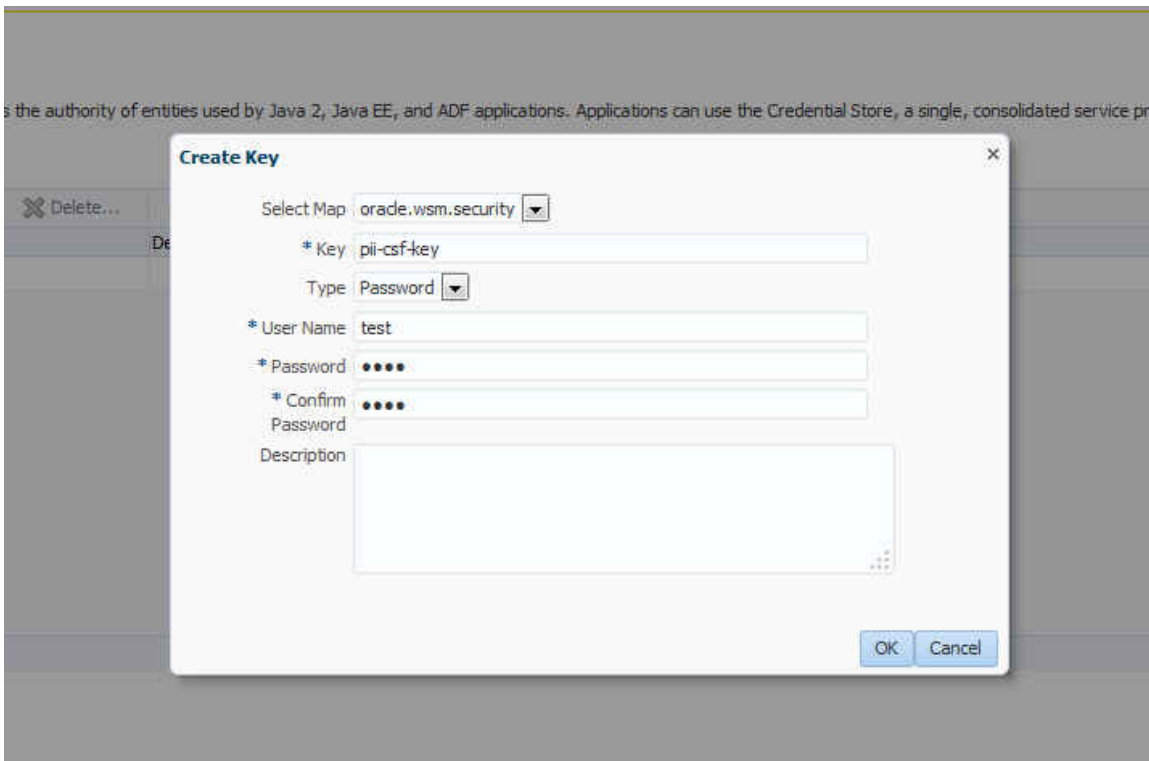 s the authority of entities used by Java 2, Java EE, and ADF applications. Applications can use the Credential Store, a single, consolidated service pr
Create Key
Delete...
De
Select Map oracle.wsm.security
* Key pii-csf-key
Type Password
* User Name test
* Password ●●●●
* Confirm Password ●●●●
Description
OK Cancel